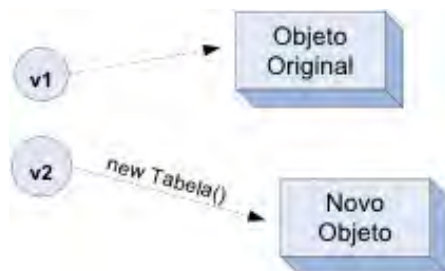 v1
Objeto
Original
v2
new Tabela()
Novo
Objeto